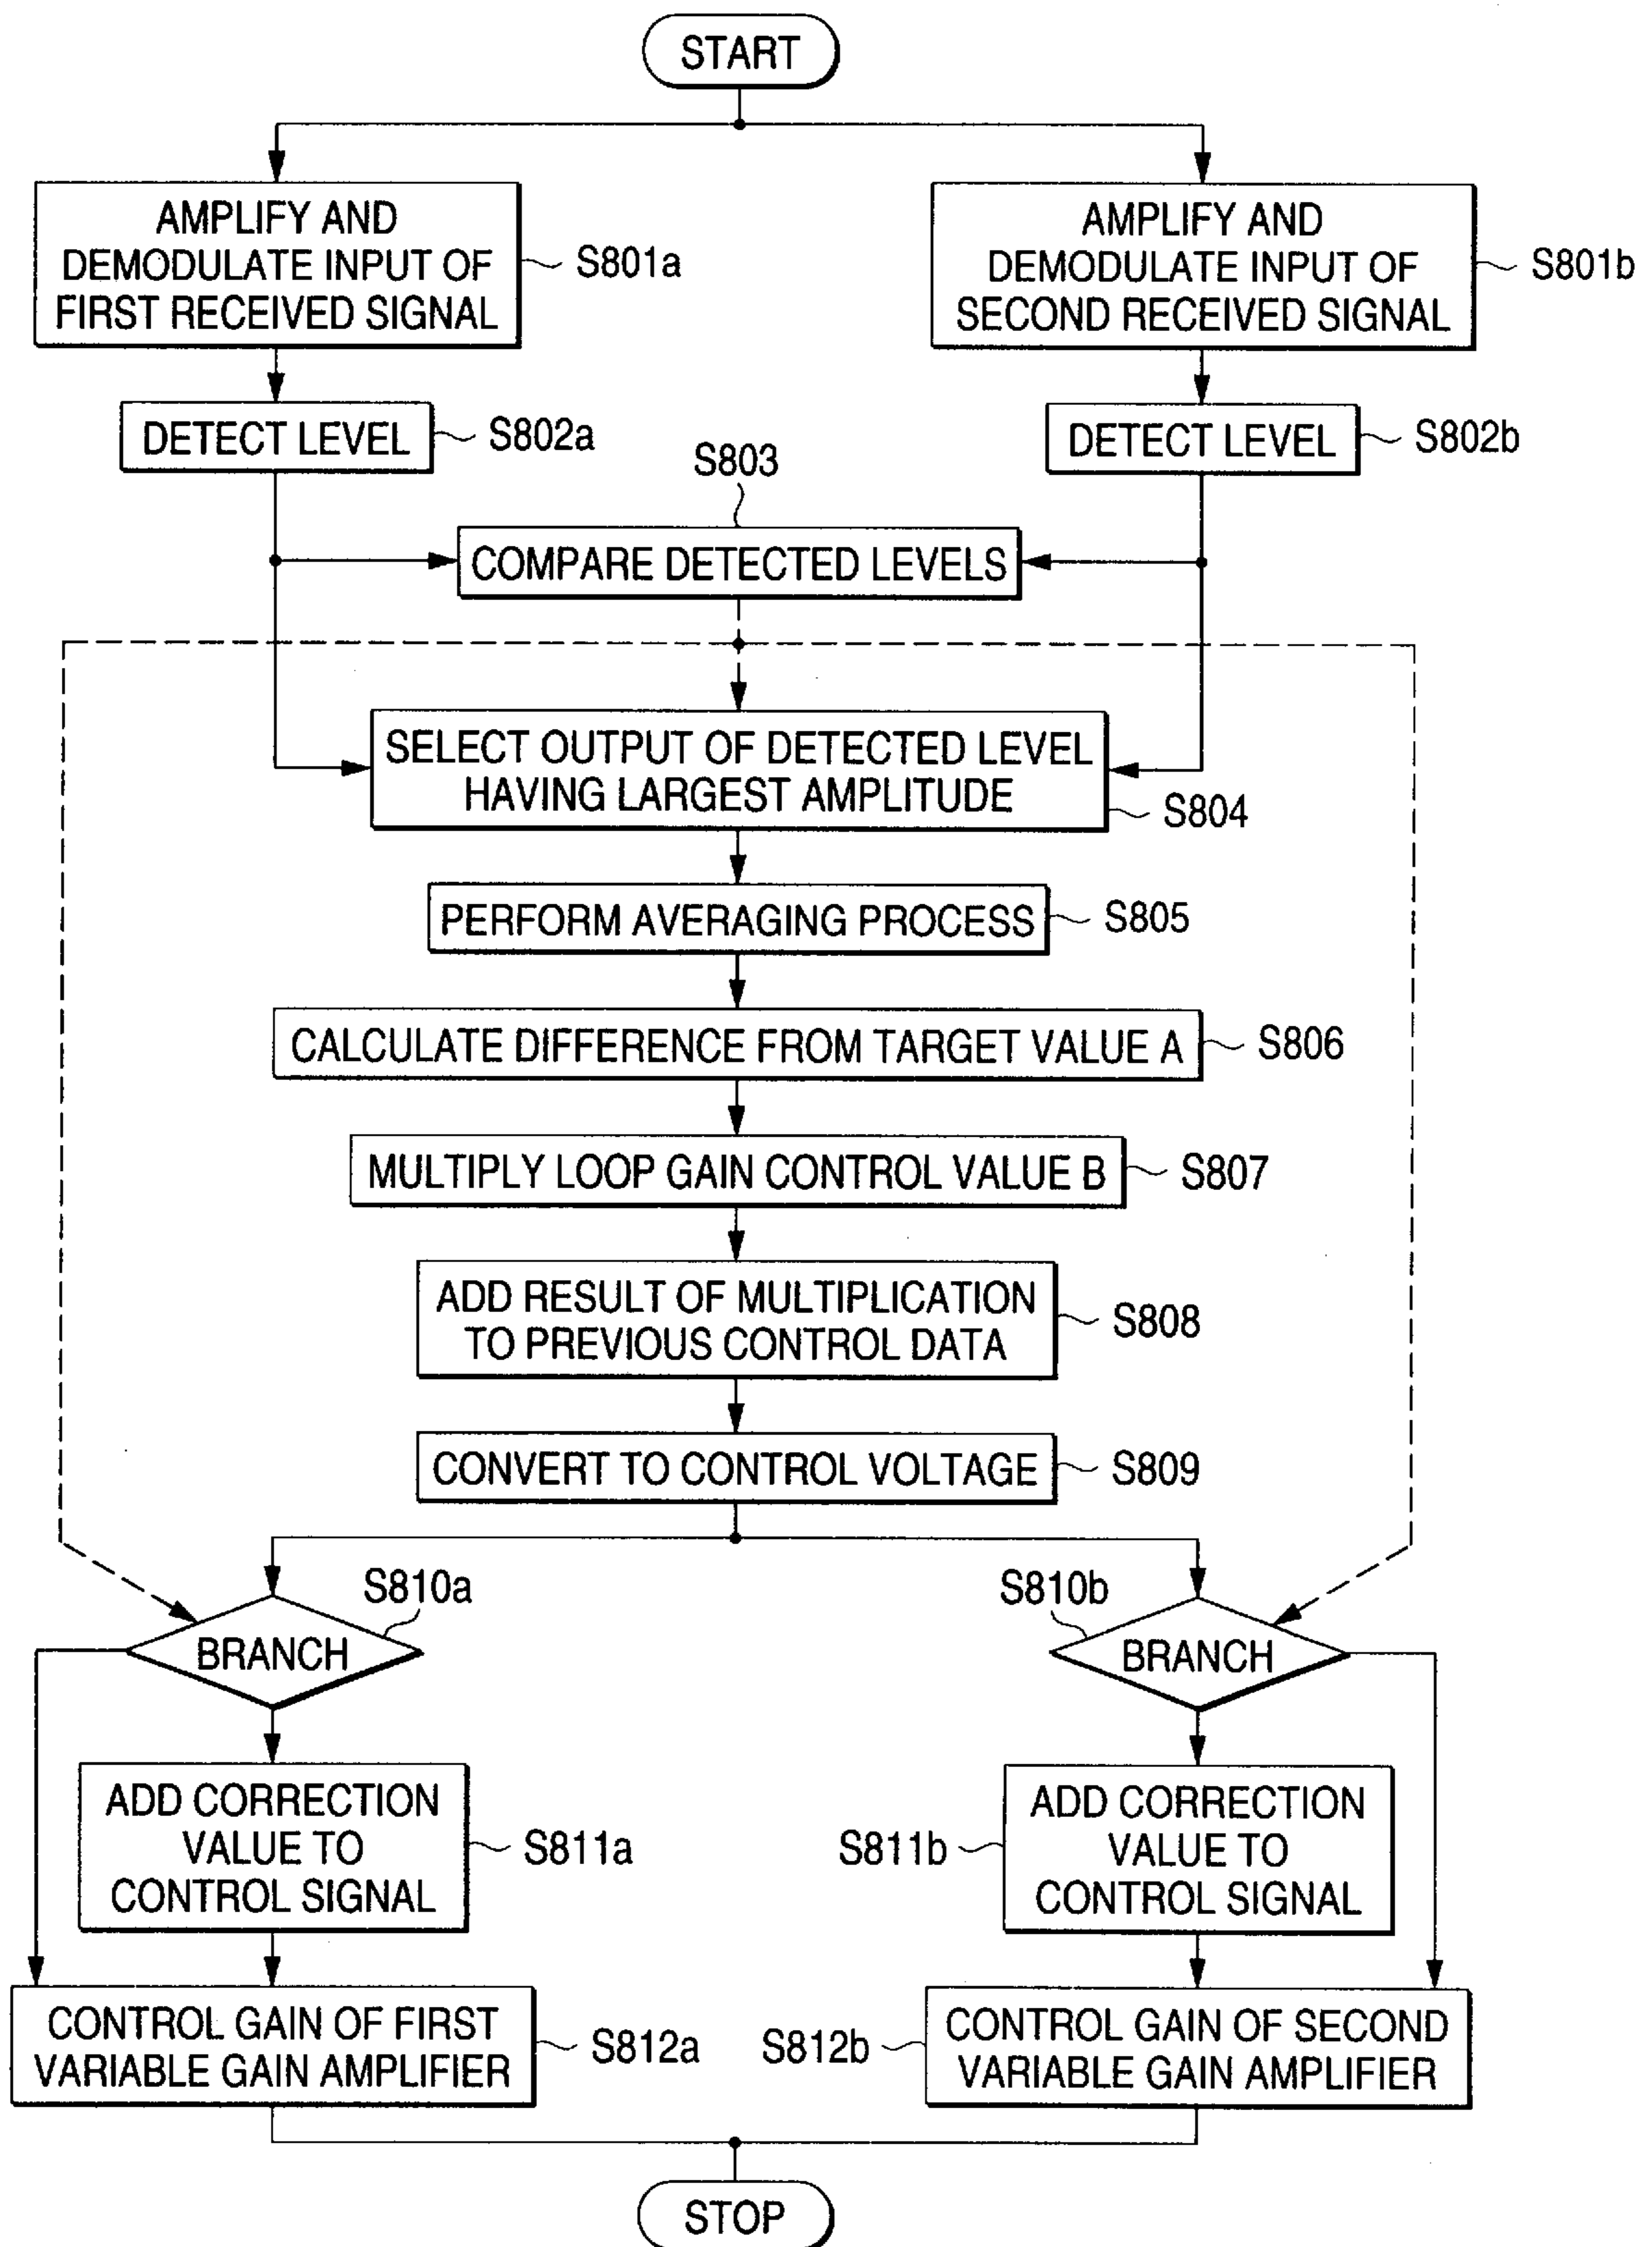 START
AMPLIFY AND
DEMODULATE INPUT OF
FIRST RECEIVED SIGNAL
S801a
AMPLIFY AND
DEMODULATE INPUT OF
SECOND RECEIVED SIGNAL
S801b
DETECT LEVEL
S802a
DETECT LEVEL
S802b
S803
COMPARE DETECTED LEVELS
SELECT OUTPUT OF DETECTED LEVEL
HAVING LARGEST AMPLITUDE
S804
PERFORM AVERAGING PROCESS
S805
CALCULATE DIFFERENCE FROM TARGET VALUE A
S806
MULTIPLY LOOP GAIN CONTROL VALUE B
S807
ADD RESULT OF MULTIPLICATION
TO PREVIOUS CONTROL DATA
S808
CONVERT TO CONTROL VOLTAGE
S809
S810a
BRANCH
S810b
BRANCH
ADD CORRECTION
VALUE TO
CONTROL SIGNAL
S811a
S811b
ADD CORRECTION
VALUE TO
CONTROL SIGNAL
CONTROL GAIN OF FIRST
VARIABLE GAIN AMPLIFIER
S812a
S812b
CONTROL GAIN OF SECOND
VARIABLE GAIN AMPLIFIER
STOP